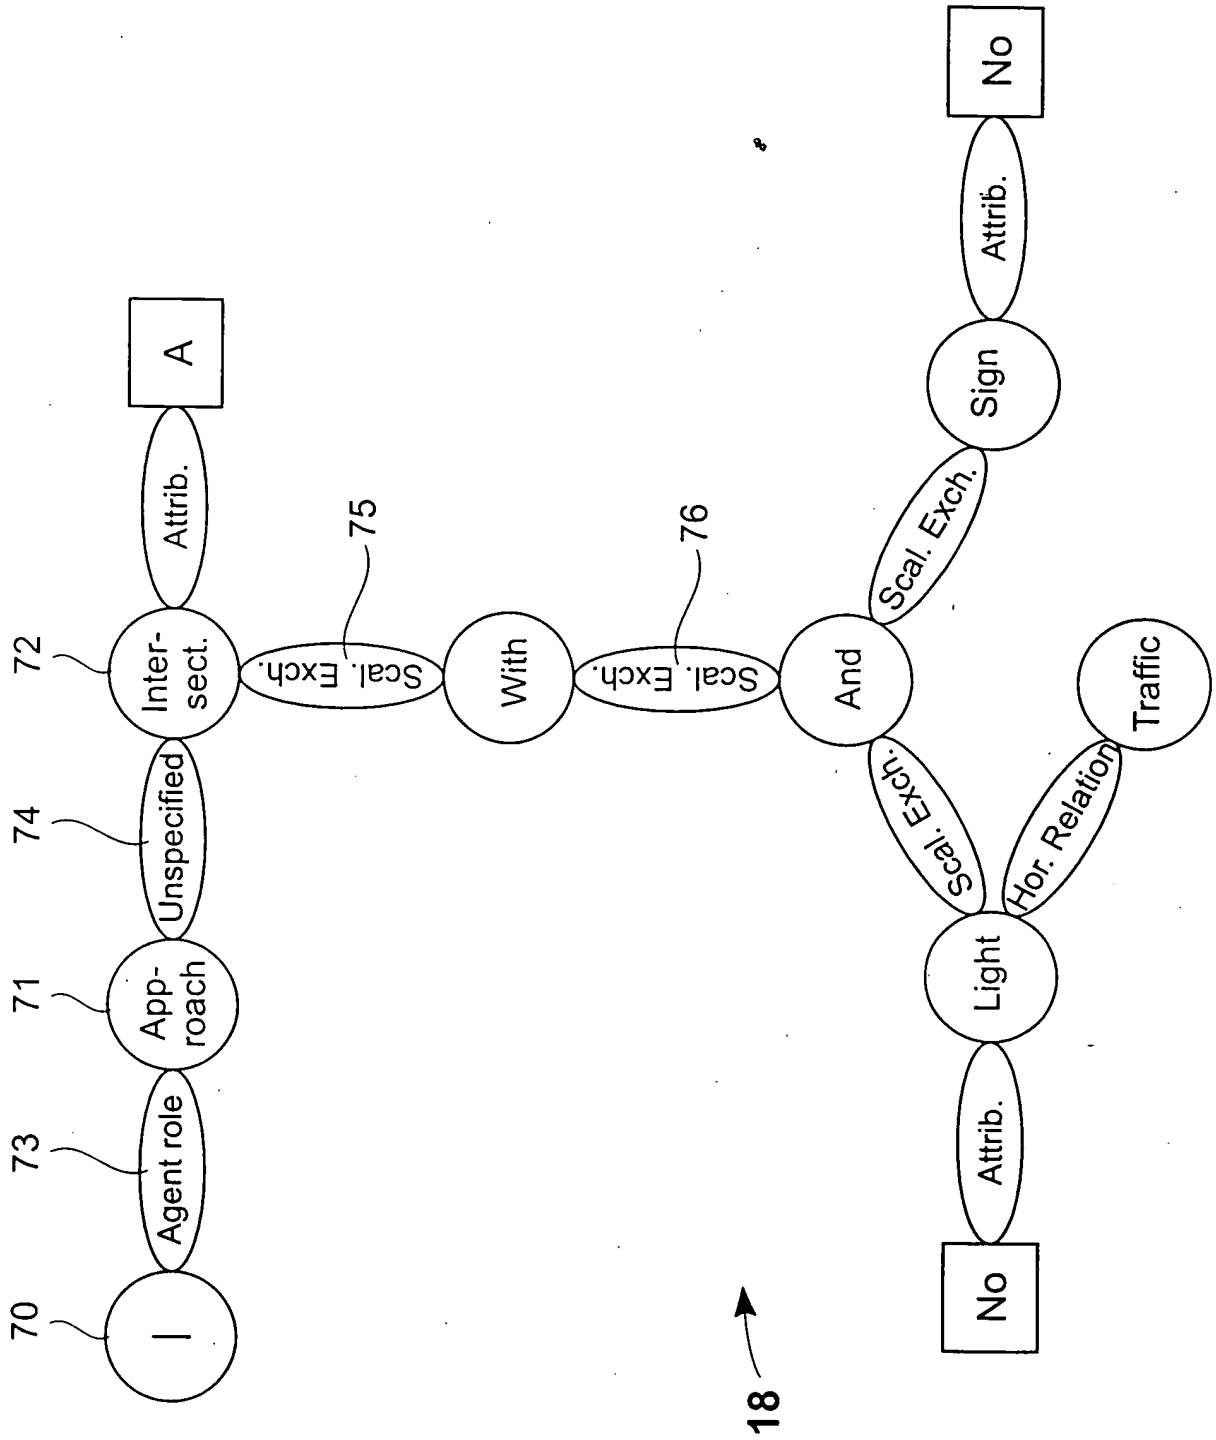 70
73
71
74
72
I
Agent role
App-
roach
Unspecified
Inter-
sect.
Attrib.
A
Scal. Exch.
75
With
Scal. Exch.
76
And
Scal. Exch.
Scal. Exch.
No
Attrib.
Light
Hor. Relation
Traffic
Sign
Attrib.
No
18